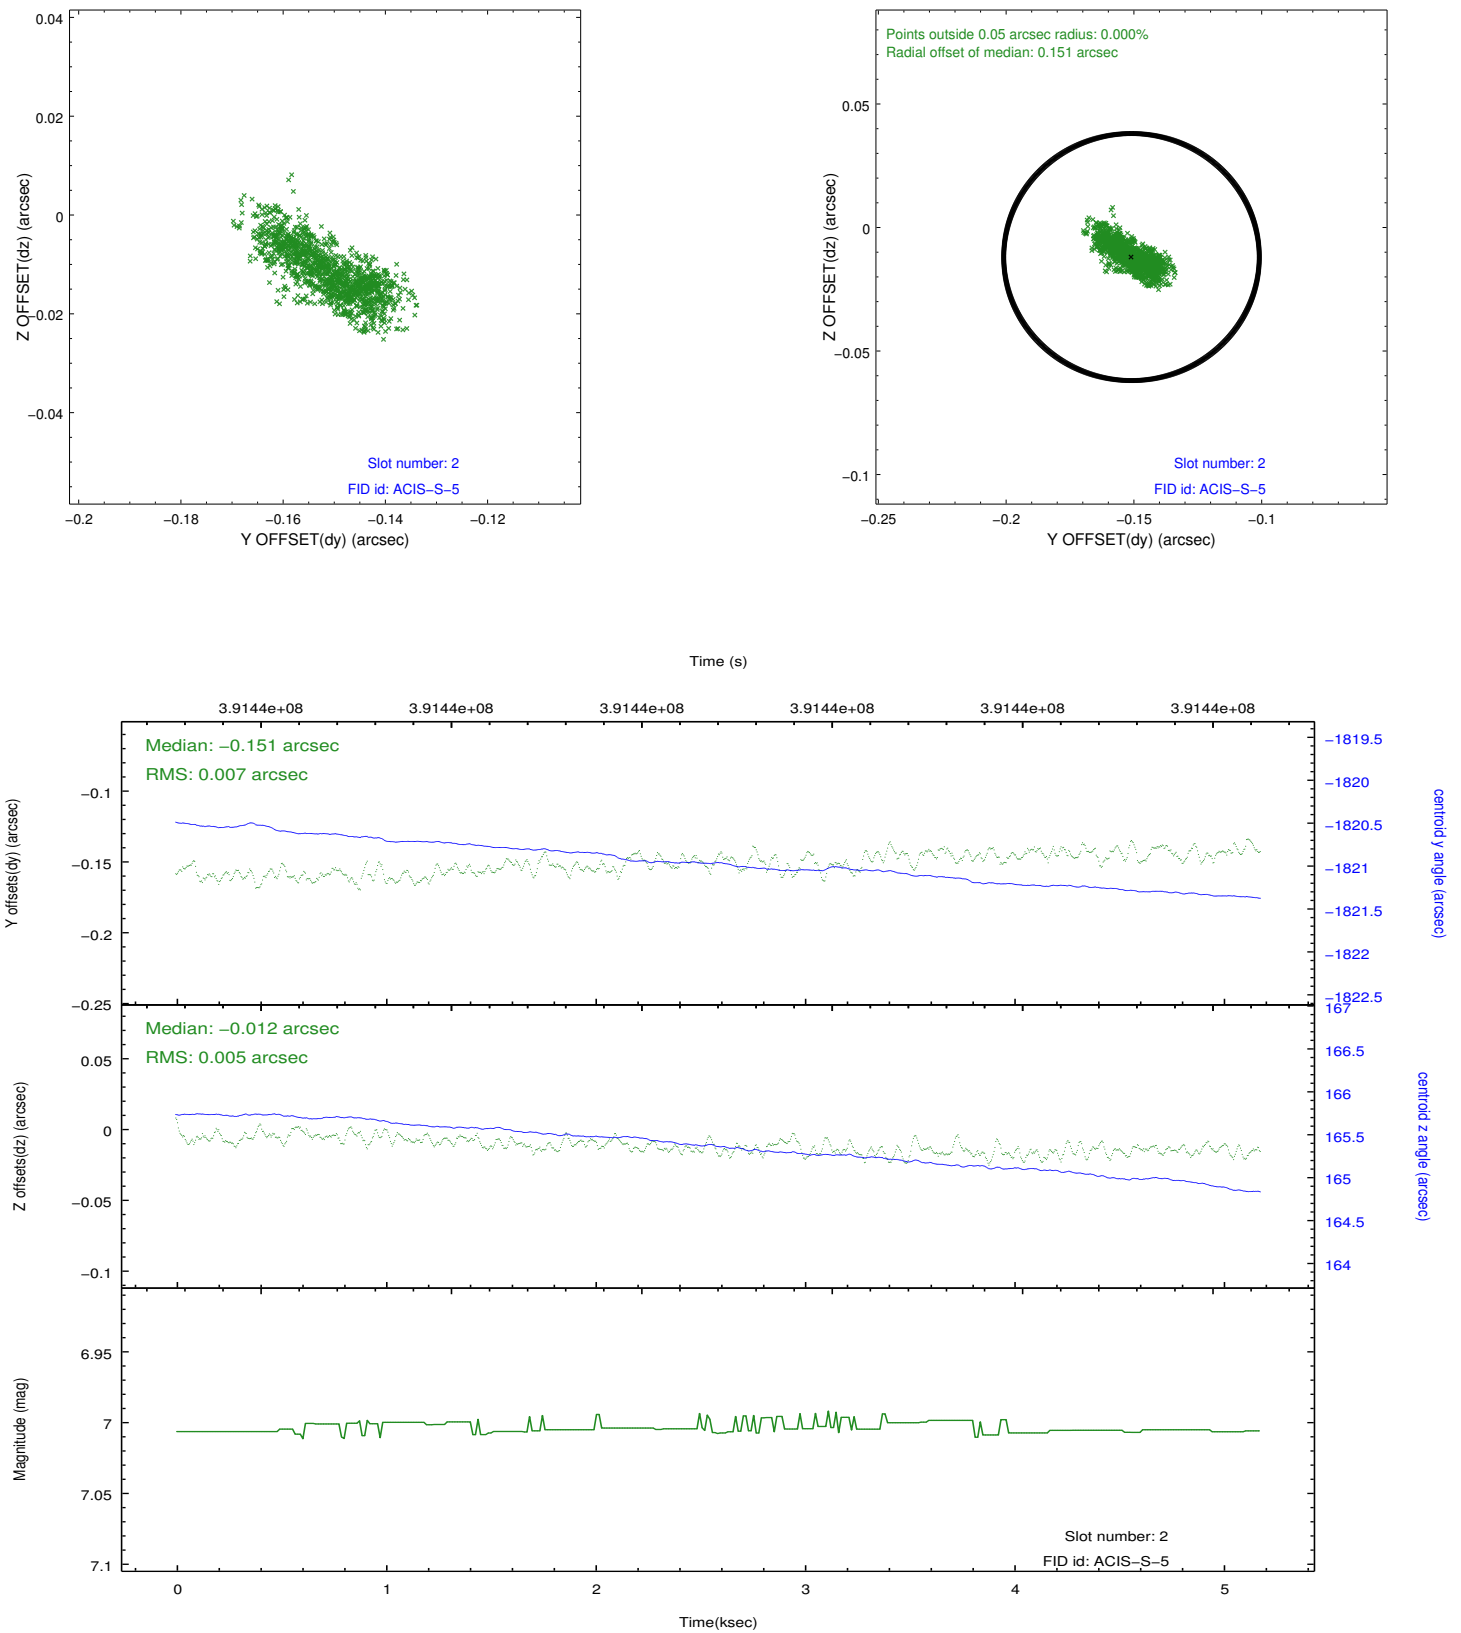 0.04
0.02
0
−0.02
−0.04
Z OFFSET(dz) (arcsec)
Slot number: 2
FID id: ACIS−S−5
−0.2
−0.18
−0.16
−0.14
−0.12
Y OFFSET(dy) (arcsec)
Points outside 0.05 arcsec radius: 0.000%
Radial offset of median: 0.151 arcsec
0.05
0
−0.05
−0.1
Z OFFSET(dz) (arcsec)
Slot number: 2
FID id: ACIS−S−5
−0.25
−0.2
−0.15
−0.1
Y OFFSET(dy) (arcsec)
Time (s)
3.9144e+08
3.9144e+08
3.9144e+08
3.9144e+08
3.9144e+08
3.9144e+08
Median: −0.151 arcsec
RMS: 0.007 arcsec
−0.1
−0.15
−0.2
−0.25
Y offsets(dy) (arcsec)
−1819.5
−1820
−1820.5
−1821
−1821.5
−1822
−1822.5
centroid y angle (arcsec)
Median: −0.012 arcsec
RMS: 0.005 arcsec
0.05
0
−0.05
−0.1
Z offsets(dz) (arcsec)
167
166.5
166
165.5
165
164.5
164
centroid z angle (arcsec)
6.95
7
7.05
7.1
Magnitude (mag)
Slot number: 2
FID id: ACIS−S−5
0
1
2
3
4
5
Time(ksec)